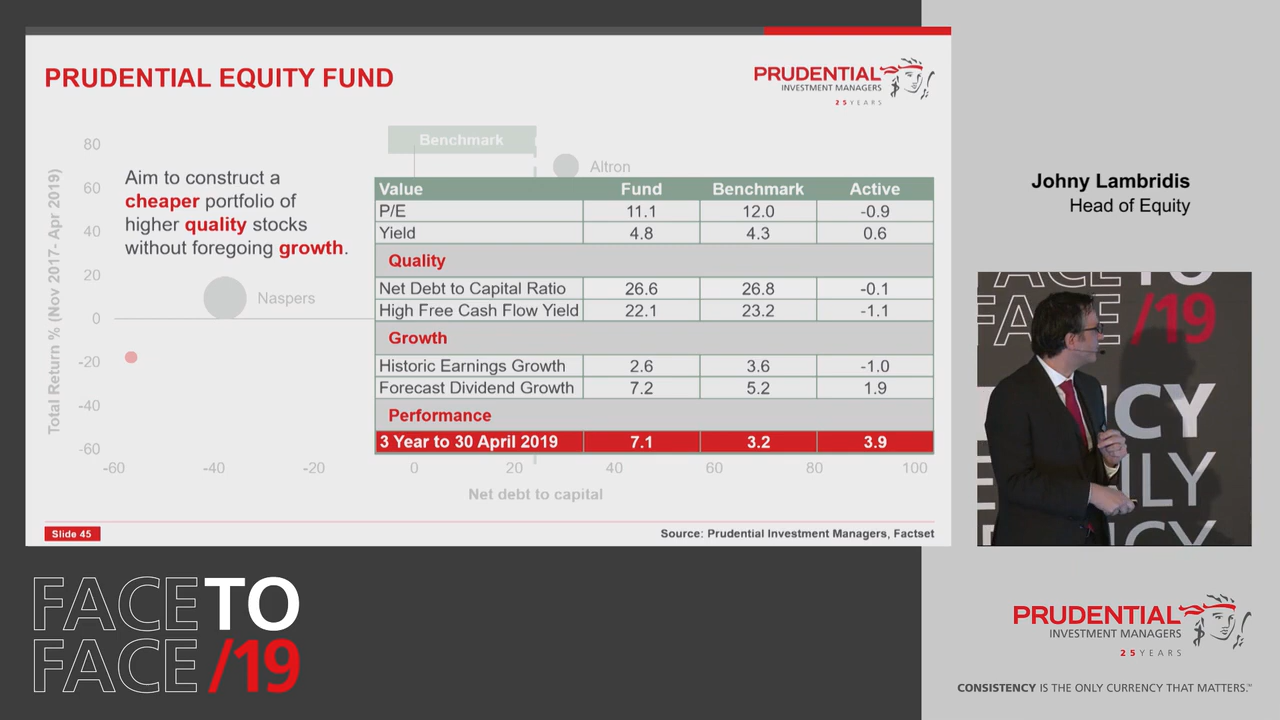 PRUDENTIAL EQUITY FUND
PRUDENTIAL
INVESTMENT MANAGERS
25 YEARS
Total Return % (Nov 2017- Apr 2019)
80
60
40
20
0
-20
-40
-60
Benchmark
Altron
Naspers
Aim to construct a
cheaper portfolio of
higher quality stocks
without foregoing growth.
Value Fund Benchmark Active
P/E 11.1 12.0 -0.9
Yield 4.8 4.3 0.6
Quality
Net Debt to Capital Ratio 26.6 26.8 -0.1
High Free Cash Flow Yield 22.1 23.2 -1.1
Growth
Historic Earnings Growth 2.6 3.6 -1.0
Forecast Dividend Growth 7.2 5.2 1.9
Performance
3 Year to 30 April 2019 7.1 3.2 3.9
-60 -40 -20 0 20 40 60 80 100
Net debt to capital
Slide 45
Source: Prudential Investment Managers, Factset
Johny Lambridis
Head of Equity
FACE TO
FACE /19
CY
LY
CY
FACE TO
FACE /19
PRUDENTIAL
INVESTMENT MANAGERS
25 YEARS
CONSISTENCY IS THE ONLY CURRENCY THAT MATTERS.™